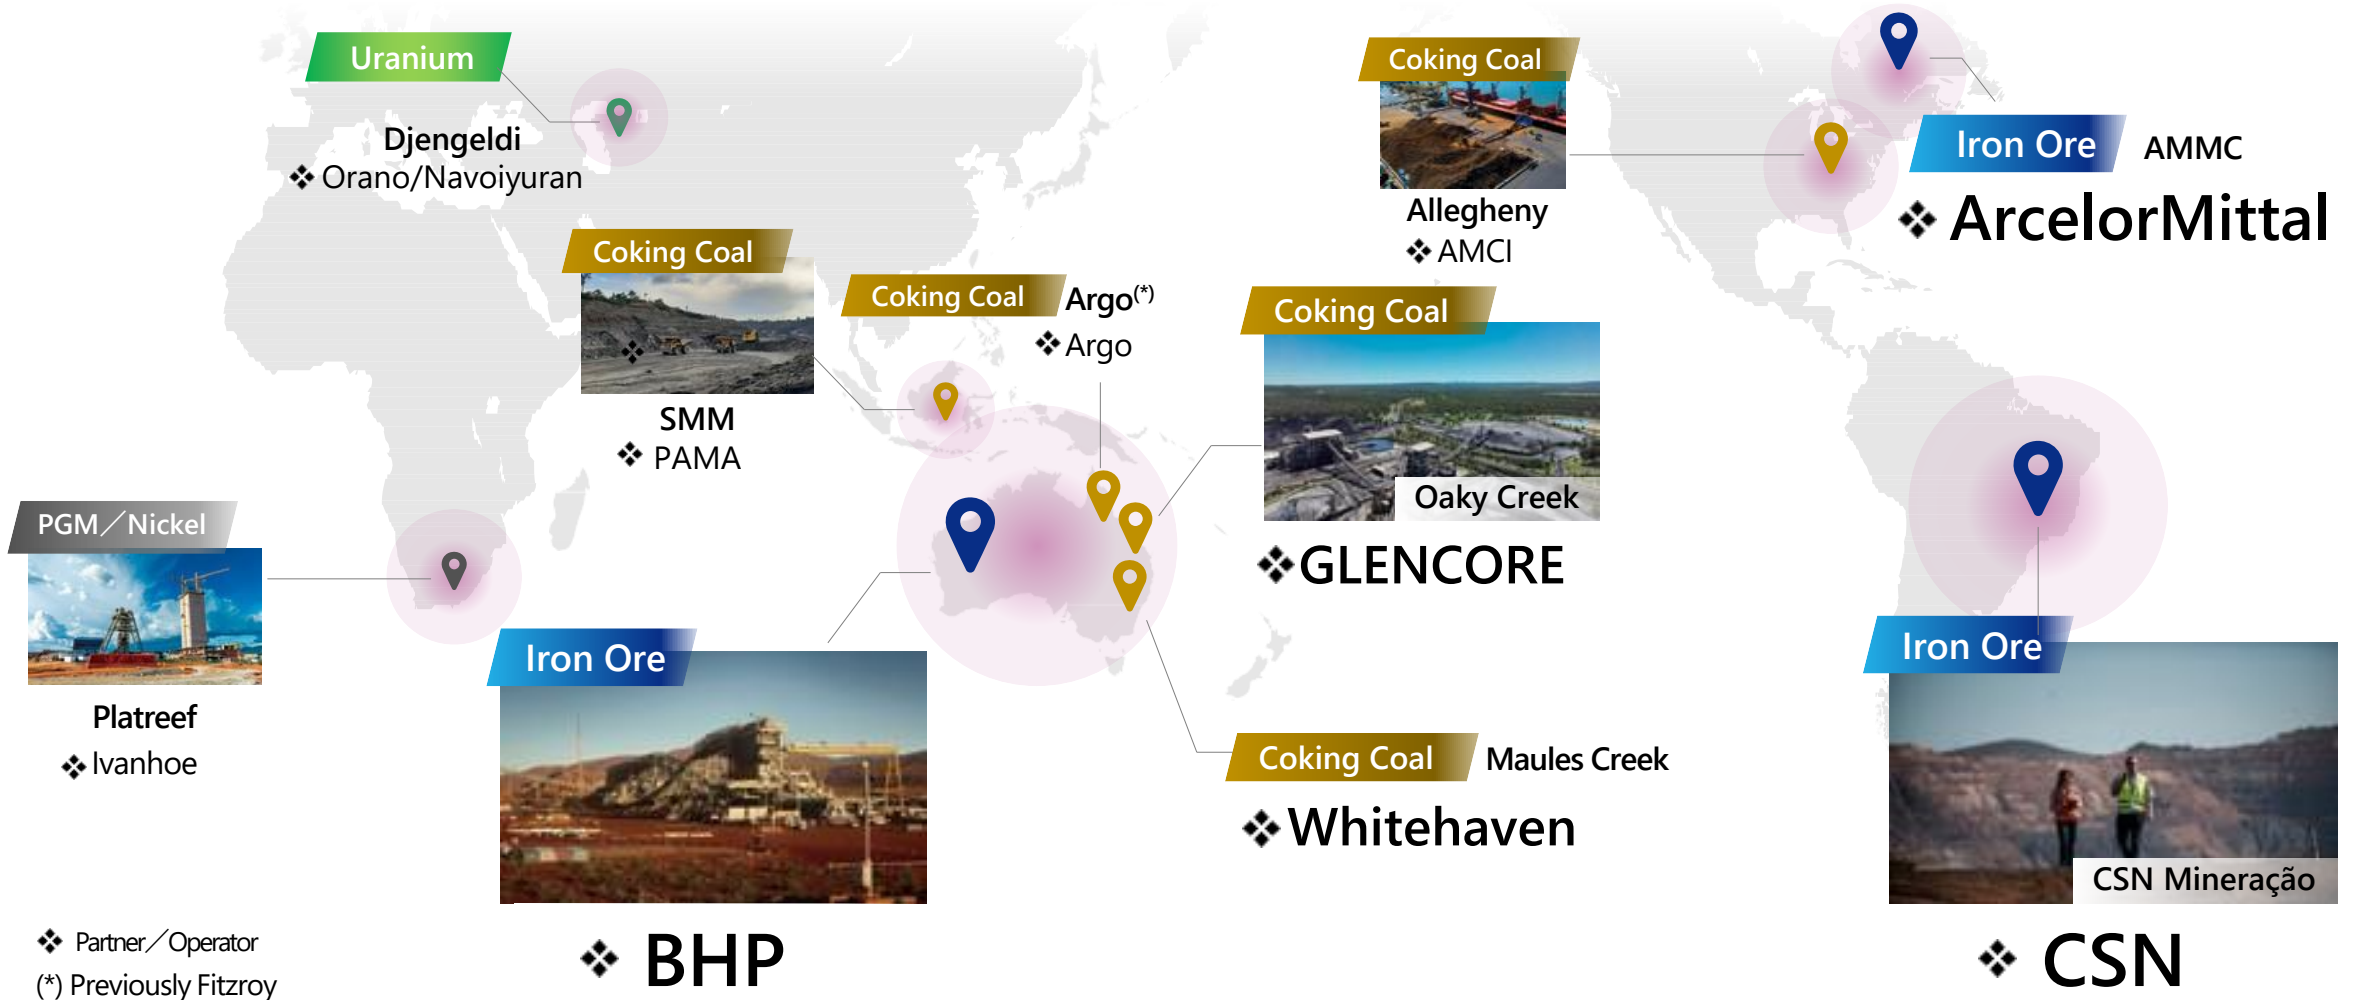 Uranium
Djengeldi
❖ Orano/Navoiyuran
Coking Coal
❖
SMM
❖ PAMA
Coking Coal
Argo(*)
❖ Argo
PGM／Nickel
Platreef
❖ Ivanhoe
Iron Ore
❖ BHP
Coking Coal
Allegheny
❖ AMCI
Coking Coal
Oaky Creek
❖ GLENCORE
Coking Coal
Maules Creek
❖ Whitehaven
Iron Ore
AMMC
❖ ArcelorMittal
Iron Ore
CSN Mineração
❖ CSN
❖ Partner／Operator
(*) Previously Fitzroy